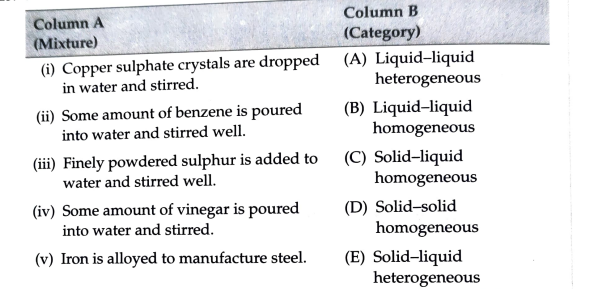 Column A
(Mixture)
Column B
(Category)
(i) Copper sulphate crystals are dropped
in water and stirred.
(A) Liquid–liquid
heterogeneous
(ii) Some amount of benzene is poured
into water and stirred well.
(B) Liquid–liquid
homogeneous
(iii) Finely powdered sulphur is added to
water and stirred well.
(C) Solid–liquid
homogeneous
(iv) Some amount of vinegar is poured
into water and stirred.
(D) Solid–solid
homogeneous
(v) Iron is alloyed to manufacture steel.
(E) Solid–liquid
heterogeneous